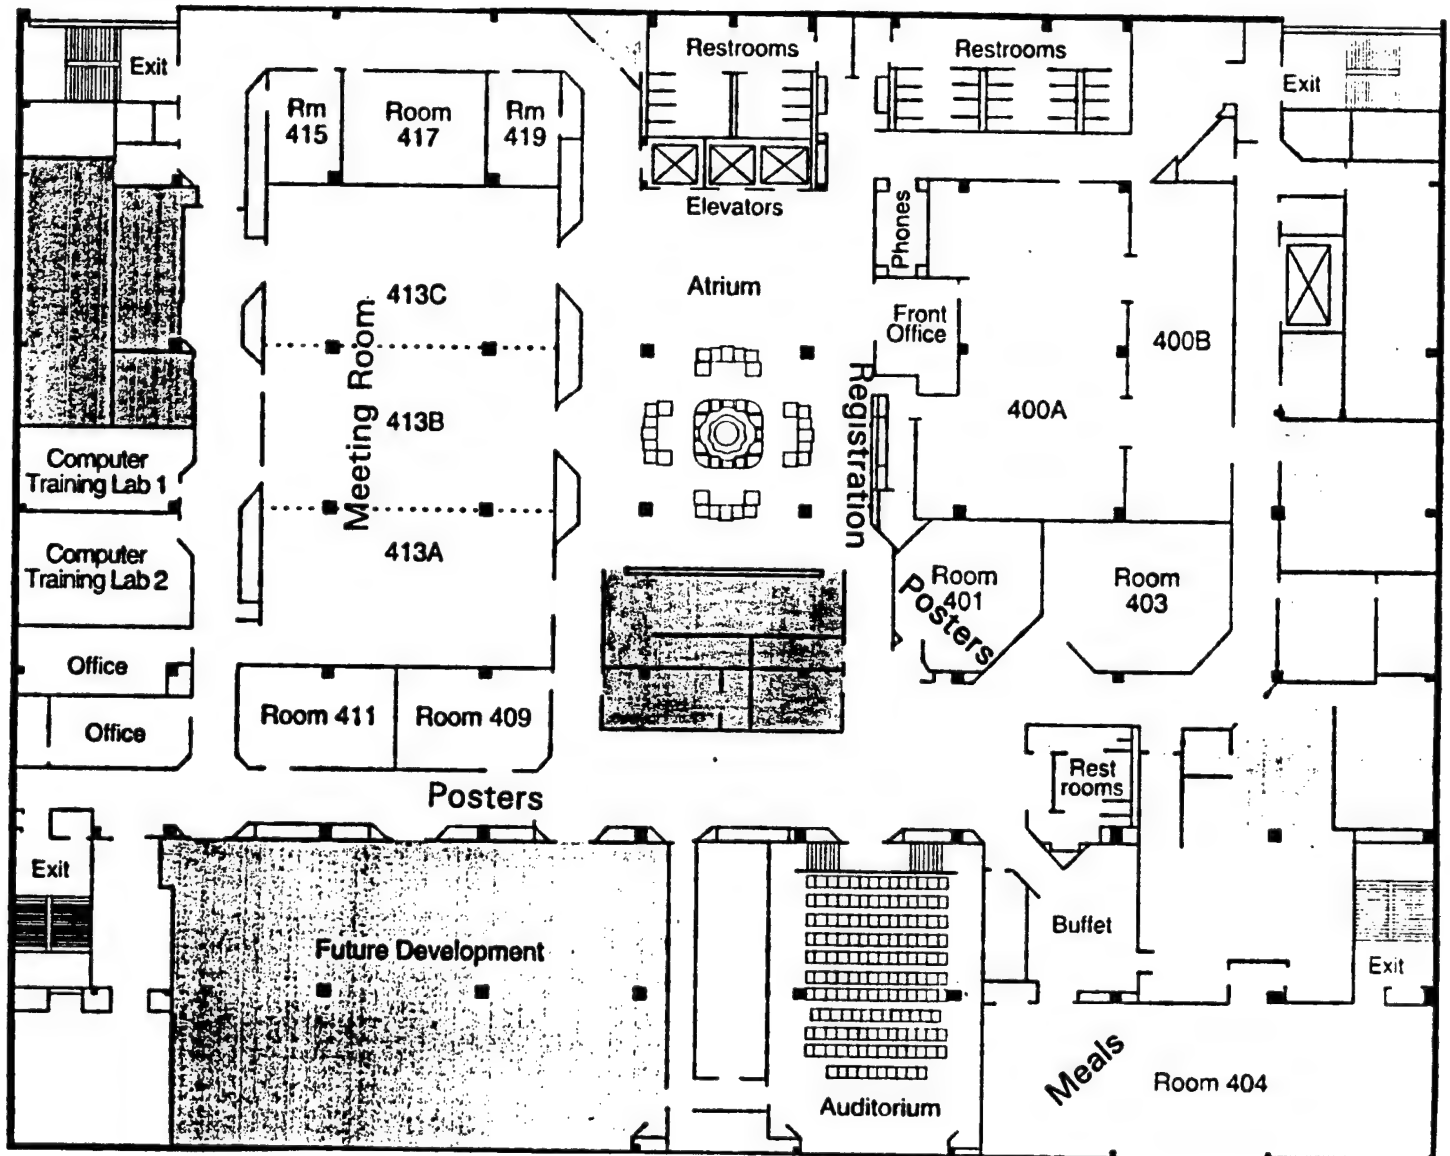 Exit
Restrooms
Restrooms
Exit
Rm
415
Room
417
Rm
419
Elevators
Phones
Atrium
413C
Front
Office
400B
Meeting Room
413B
Registration
400A
Computer
Training Lab 1
413A
Computer
Training Lab 2
Room
401
Posters
Room
403
Office
Room 411
Room 409
Office
Rest
rooms
Posters
Exit
Buffet
Future Development
Exit
Meals
Room 404
Auditorium